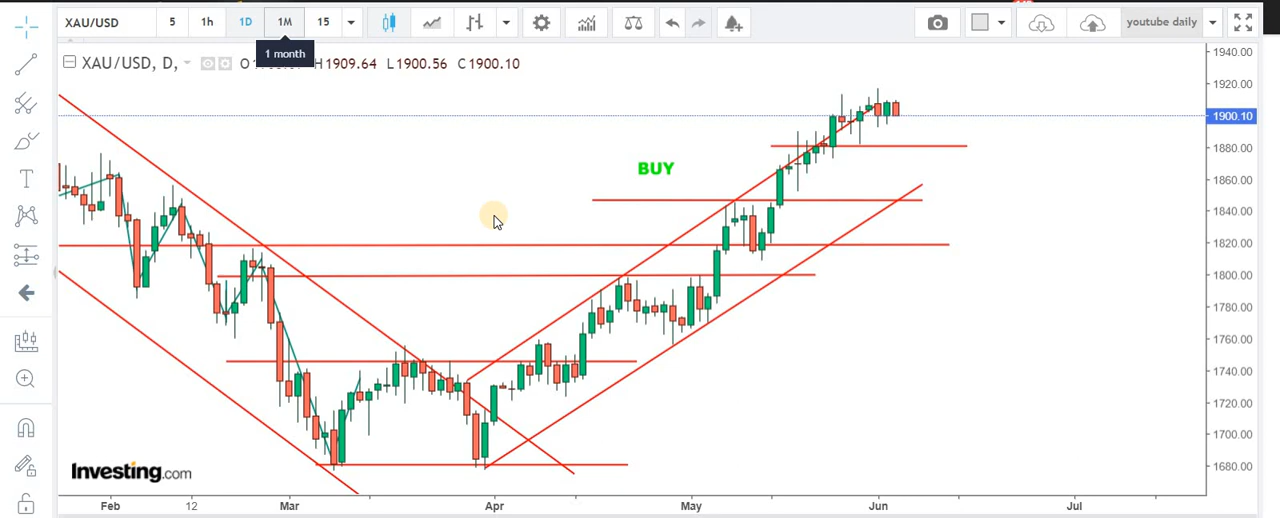 XAU/USD 5 1h 1D 1M 15 youtube daily
1 month
XAU/USD, D, O H1909.64 L1900.56 C1900.10
BUY
1940.00
1920.00
1900.10
1880.00
1860.00
1840.00
1820.00
1800.00
1780.00
1760.00
1740.00
1720.00
1700.00
1680.00
Investing.com
Feb 12 Mar Apr May Jun Jul